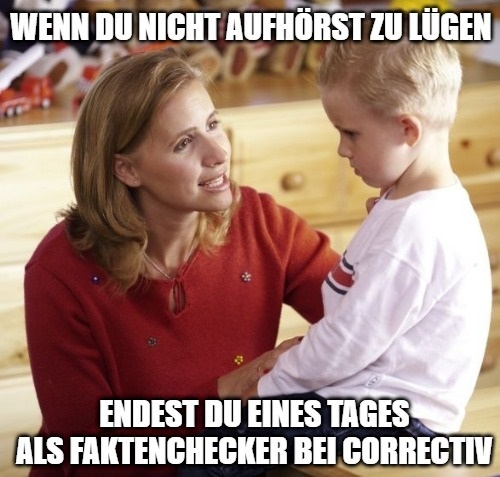 WENN DU NICHT AUFHÖRST ZU LÜGEN
ENDEST DU EINES TAGES
ALS FAKTENCHECKER BEI CORRECTIV